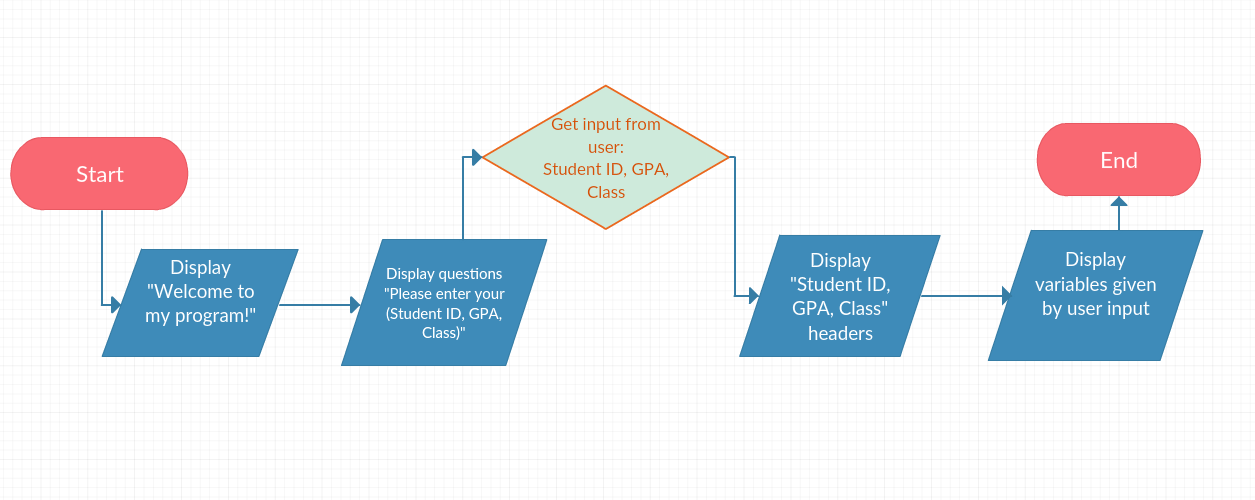 Start
Display
"Welcome to
my program!"
Display questions
"Please enter your
(Student ID, GPA,
Class)"
Get input from
user:
Student ID, GPA,
Class
Display
"Student ID,
GPA, Class"
headers
Display
variables given
by user input
End